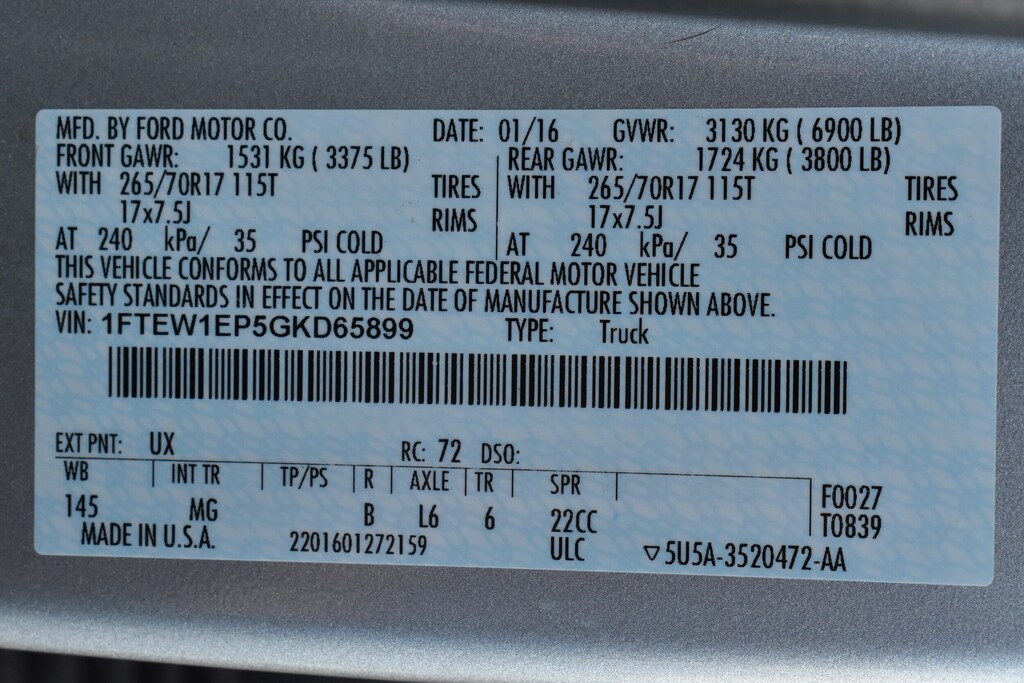 MFD. BY FORD MOTOR CO. DATE: 01/16 GVWR: 3130 KG ( 6900 LB)
FRONT GAWR: 1531 KG ( 3375 LB) REAR GAWR: 1724 KG ( 3800 LB)
WITH 265/70R17 115T TIRES WITH 265/70R17 115T TIRES
17x7.5J RIMS 17x7.5J RIMS
AT 240 kPa/ 35 PSI COLD AT 240 kPa/ 35 PSI COLD
THIS VEHICLE CONFORMS TO ALL APPLICABLE FEDERAL MOTOR VEHICLE
SAFETY STANDARDS IN EFFECT ON THE DATE OF MANUFACTURE SHOWN ABOVE.
VIN: 1FTEW1EP5GKD65899 TYPE: Truck
EXT PNT: UX RC: 72 DSO:
WB INT TR TP/PS R AXLE TR SPR
145 MG B L6 6 22CC
F0027
T0839
MADE IN U.S.A. 2201601272159 ULC ▽5U5A-3520472-AA